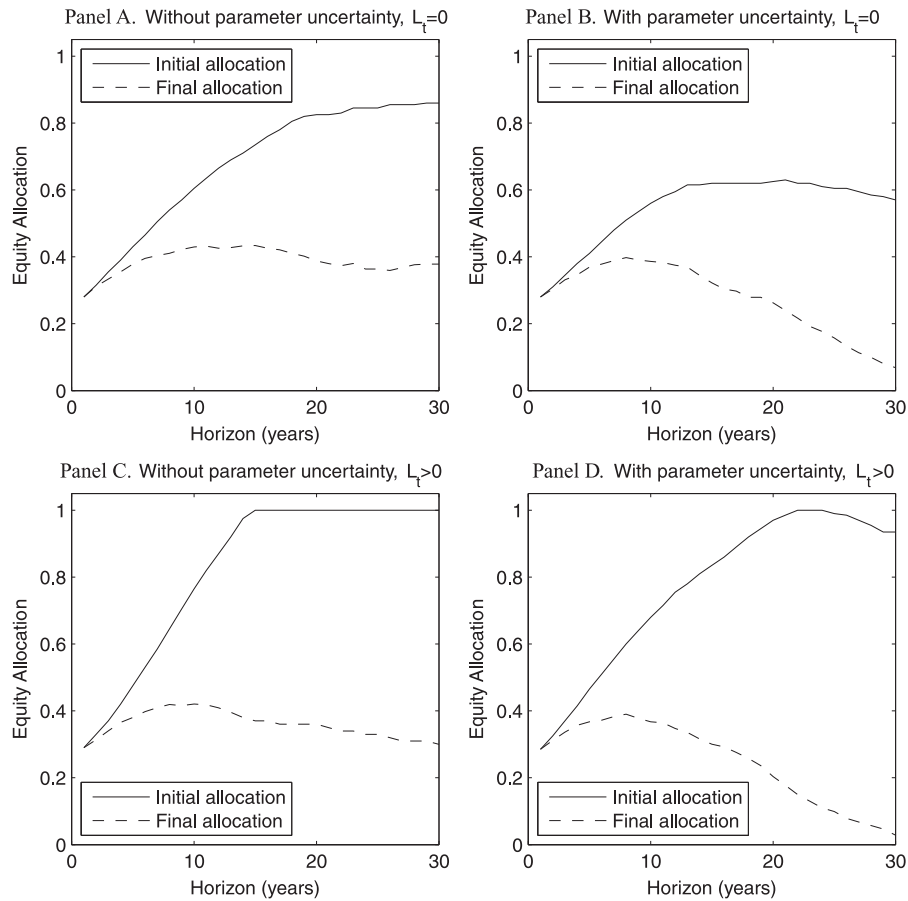 Panel A. Without parameter uncertainty, L_t=0
1
0.8
0.6
0.4
0.2
0
Equity Allocation
Initial allocation
Final allocation
0 10 20 30
Horizon (years)
Panel B. With parameter uncertainty, L_t=0
1
0.8
0.6
0.4
0.2
0
Equity Allocation
Initial allocation
Final allocation
0 10 20 30
Horizon (years)
Panel C. Without parameter uncertainty, L_t>0
1
0.8
0.6
0.4
0.2
0
Equity Allocation
Initial allocation
Final allocation
0 10 20 30
Horizon (years)
Panel D. With parameter uncertainty, L_t>0
1
0.8
0.6
0.4
0.2
0
Equity Allocation
Initial allocation
Final allocation
0 10 20 30
Horizon (years)